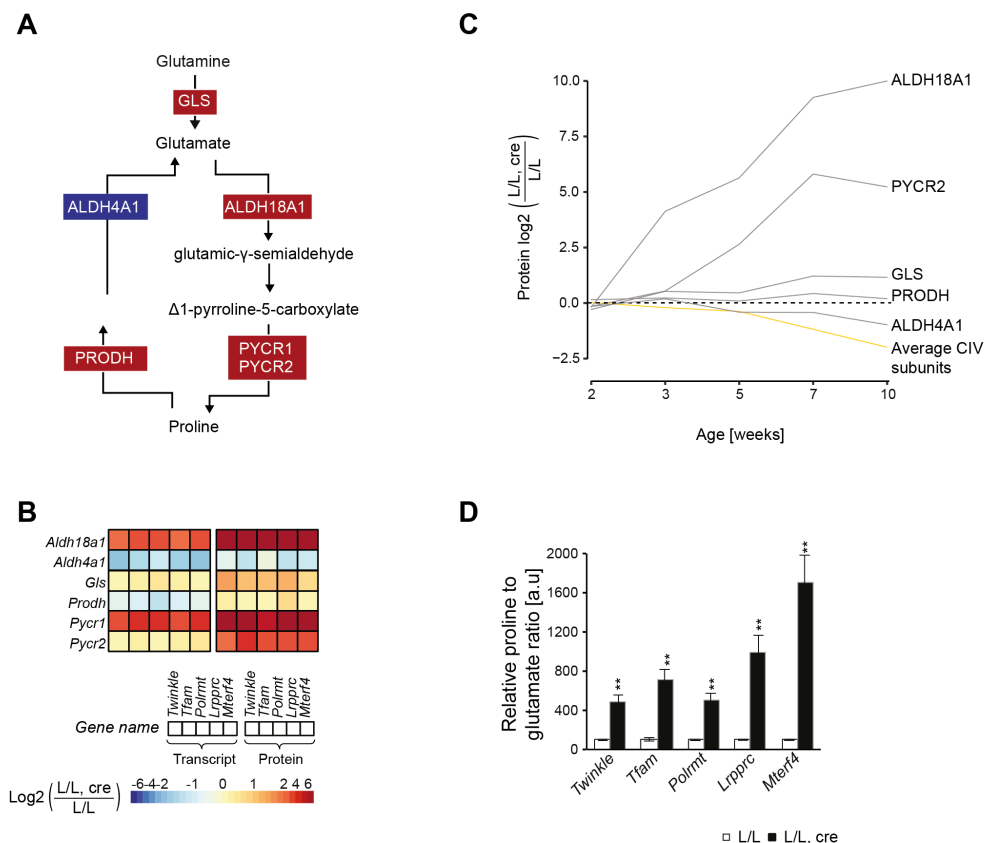 A
Glutamine
GLS
Glutamate
ALDH4A1
ALDH18A1
glutamic-γ-semialdehyde
Δ1-pyrroline-5-carboxylate
PRODH
PYCR1
PYCR2
Proline
B
Aldh18a1
Aldh4a1
Gls
Prodh
Pycr1
Pycr2
Twinkle
Tfam
Polrmt
Lrpprc
Mterf4
Twinkle
Tfam
Polrmt
Lrpprc
Mterf4
Gene name
Transcript
Protein
-6-4-2 -1 0 1 2 4 6
Log2 (L/L, cre / L/L)
C
Protein log2 (L/L, cre / L/L)
10.0
7.5
5.0
2.5
0.0
−2.5
2 3 5 7 10
Age [weeks]
ALDH18A1
PYCR2
GLS
PRODH
ALDH4A1
Average CIV
subunits
D
Relative proline to
glutamate ratio [a.u]
2000
1600
1200
800
400
0
**
**
**
**
**
Twinkle
Tfam
Polrmt
Lrpprc
Mterf4
L/L L/L, cre